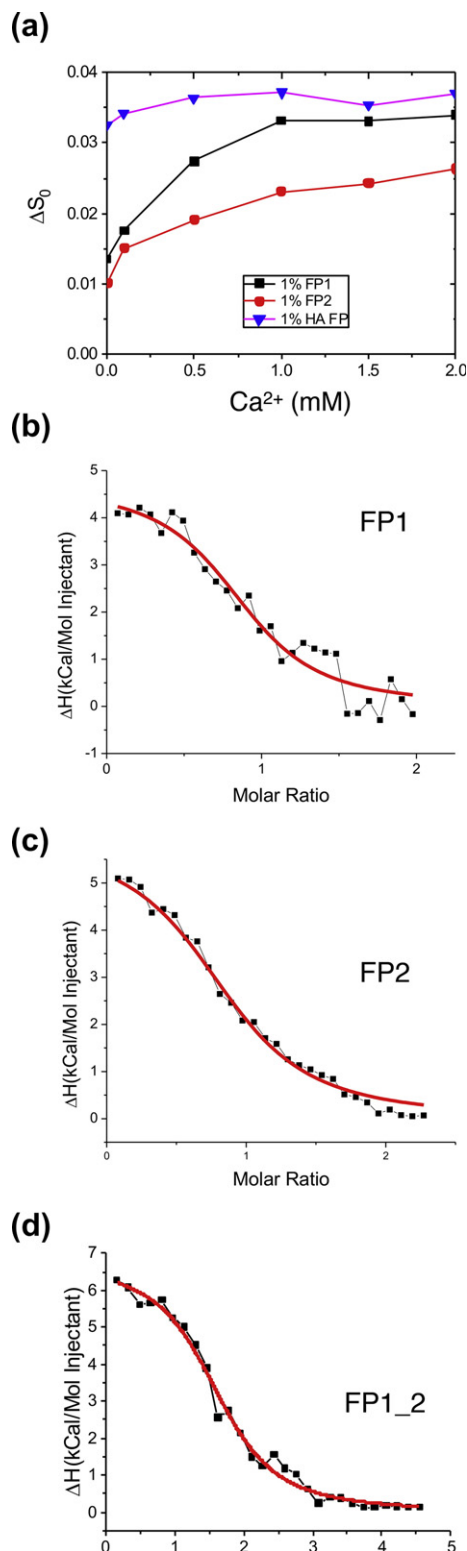 (a)
0.04
0.03
0.02
0.01
0.00
ΔS₀
1% FP1
1% FP2
1% HA FP
0.0 0.5 1.0 1.5 2.0
Ca²⁺ (mM)
(b)
FP1
5
4
3
2
1
0
-1
ΔH(kCal/Mol Injectant)
0 1 2
Molar Ratio
(c)
FP2
5
4
3
2
1
0
ΔH(kCal/Mol Injectant)
0 1 2
Molar Ratio
(d)
FP1_2
7
6
5
4
3
2
1
0
ΔH(kCal/Mol Injectant)
0 1 2 3 4 5